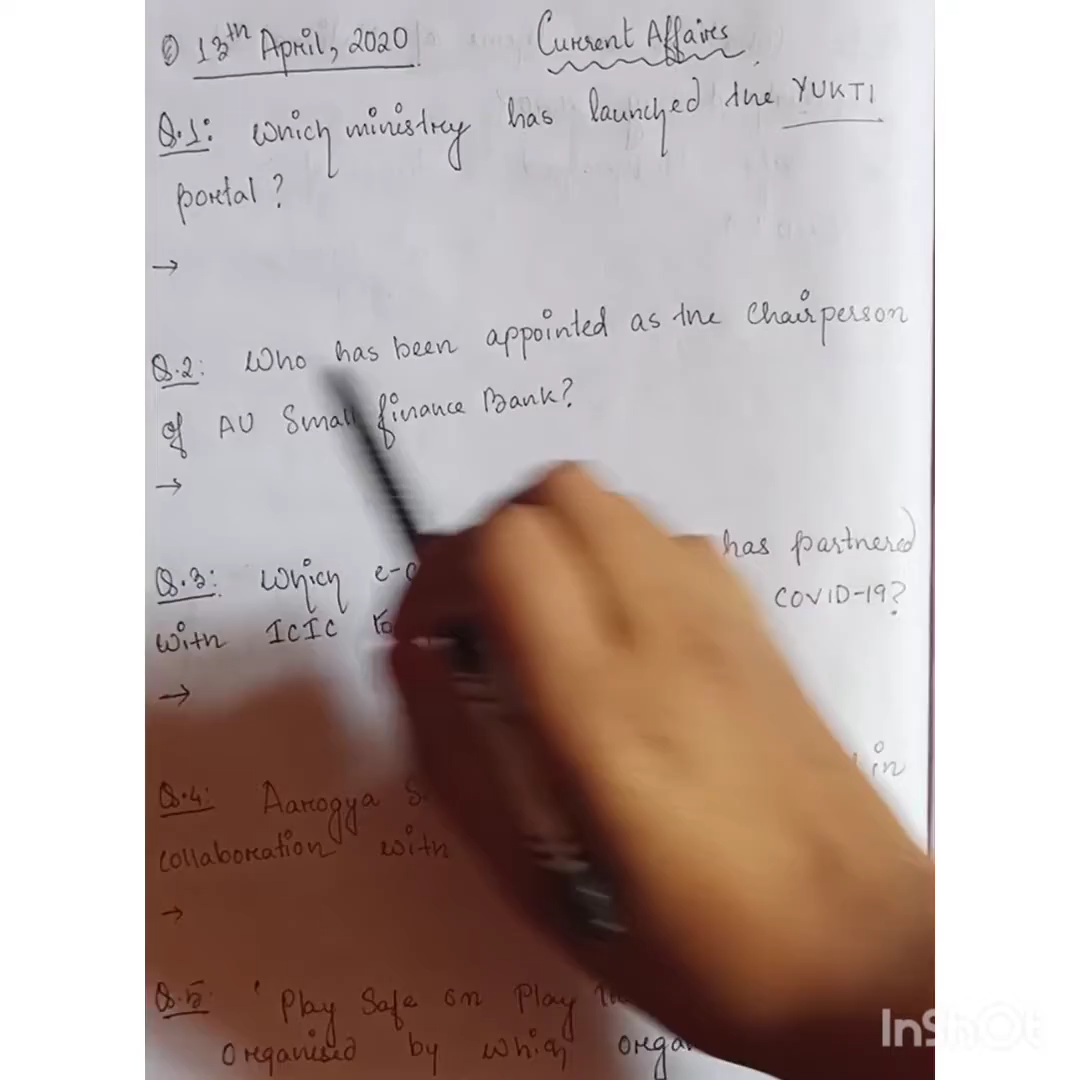 13th April, 2020 Current Affairs
Q.1: Which ministry has launched the YUKTI
portal?
→
Q.2: Who has been appointed as the Chairperson
of AU Small finance Bank?
→
Q.3: Which has partnered
with ICIC COVID-19?
→
Q.4: Aarogya in
collaboration with
→
Q.5 ' Play Safe on Play
organised by which
InShOt